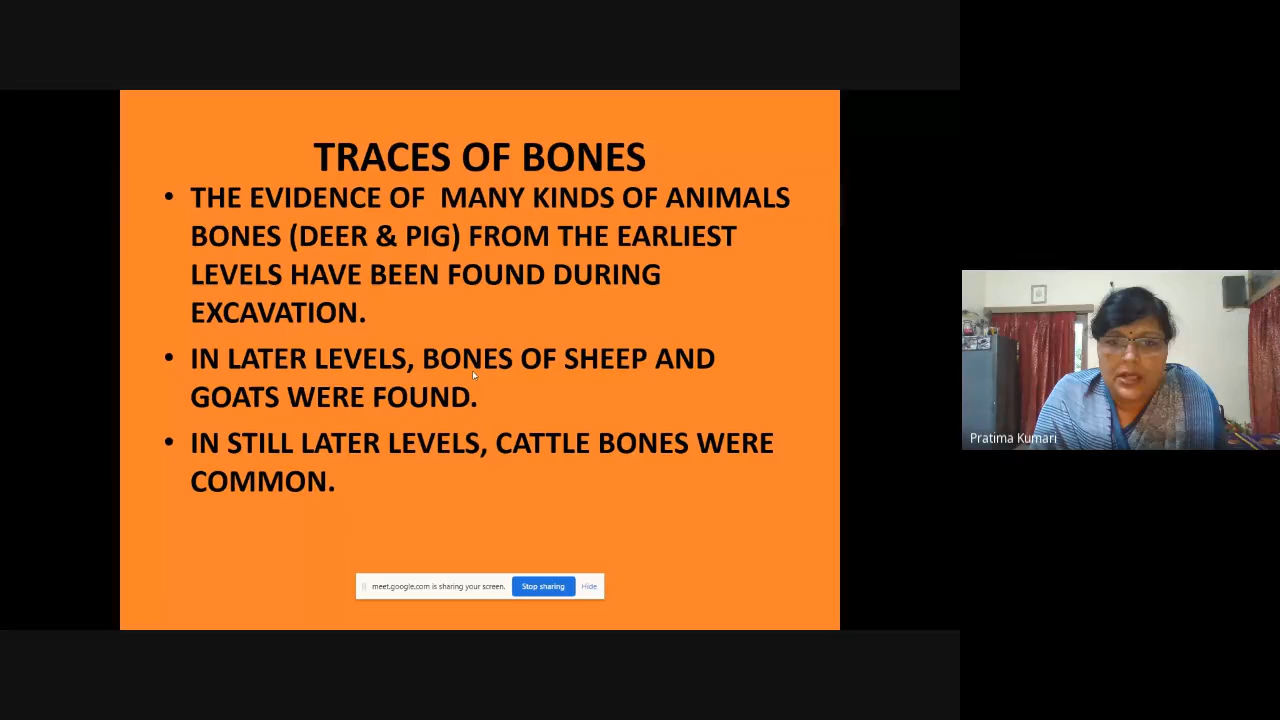 TRACES OF BONES
• THE EVIDENCE OF  MANY KINDS OF ANIMALS
BONES (DEER & PIG) FROM THE EARLIEST
LEVELS HAVE BEEN FOUND DURING
EXCAVATION.
• IN LATER LEVELS, BONES OF SHEEP AND
GOATS WERE FOUND.
• IN STILL LATER LEVELS, CATTLE BONES WERE
COMMON.
meet.google.com is sharing your screen. Stop sharing Hide
Pratima Kumari